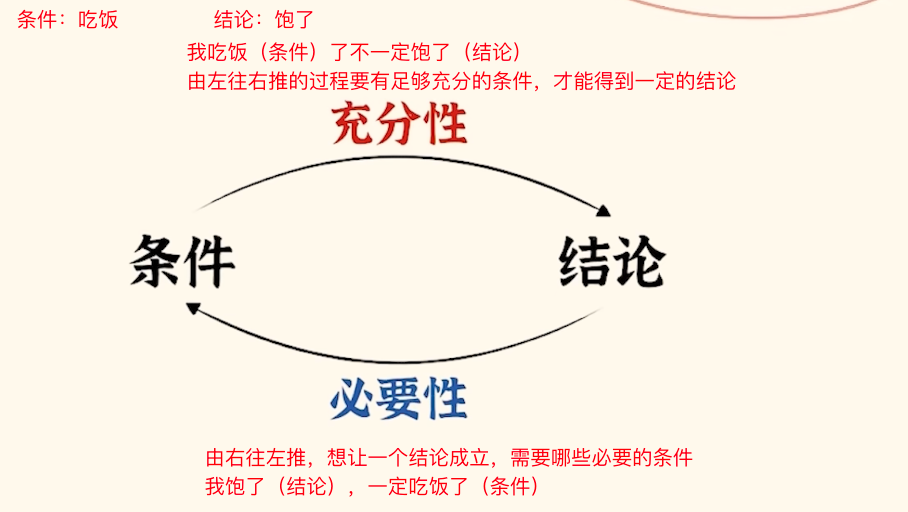 条件：吃饭 结论：饱了
我吃饭（条件）了不一定饱了（结论）
由左往右推的过程要有足够充分的条件，才能得到一定的结论
充分性
条件 结论
必要性
由右往左推，想让一个结论成立，需要哪些必要的条件
我饱了（结论），一定吃饭了（条件）